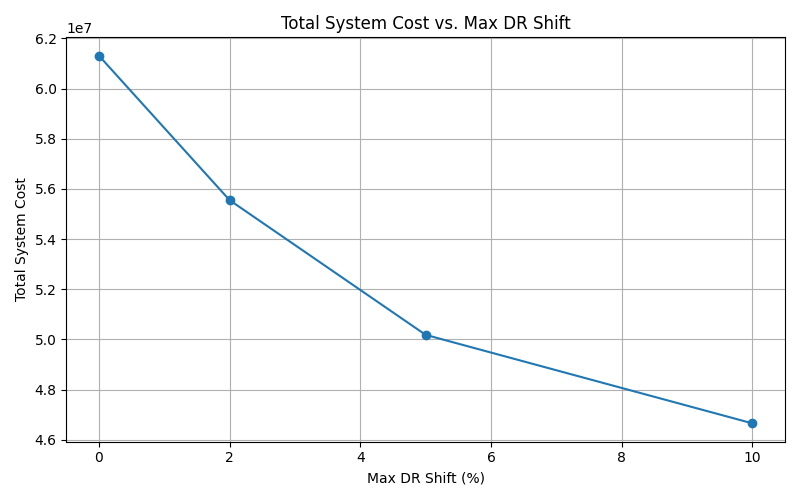 Total System Cost vs. Max DR Shift
1e7
6.2
6.0
5.8
5.6
5.4
5.2
5.0
4.8
4.6
Total System Cost
0 2 4 6 8 10
Max DR Shift (%)